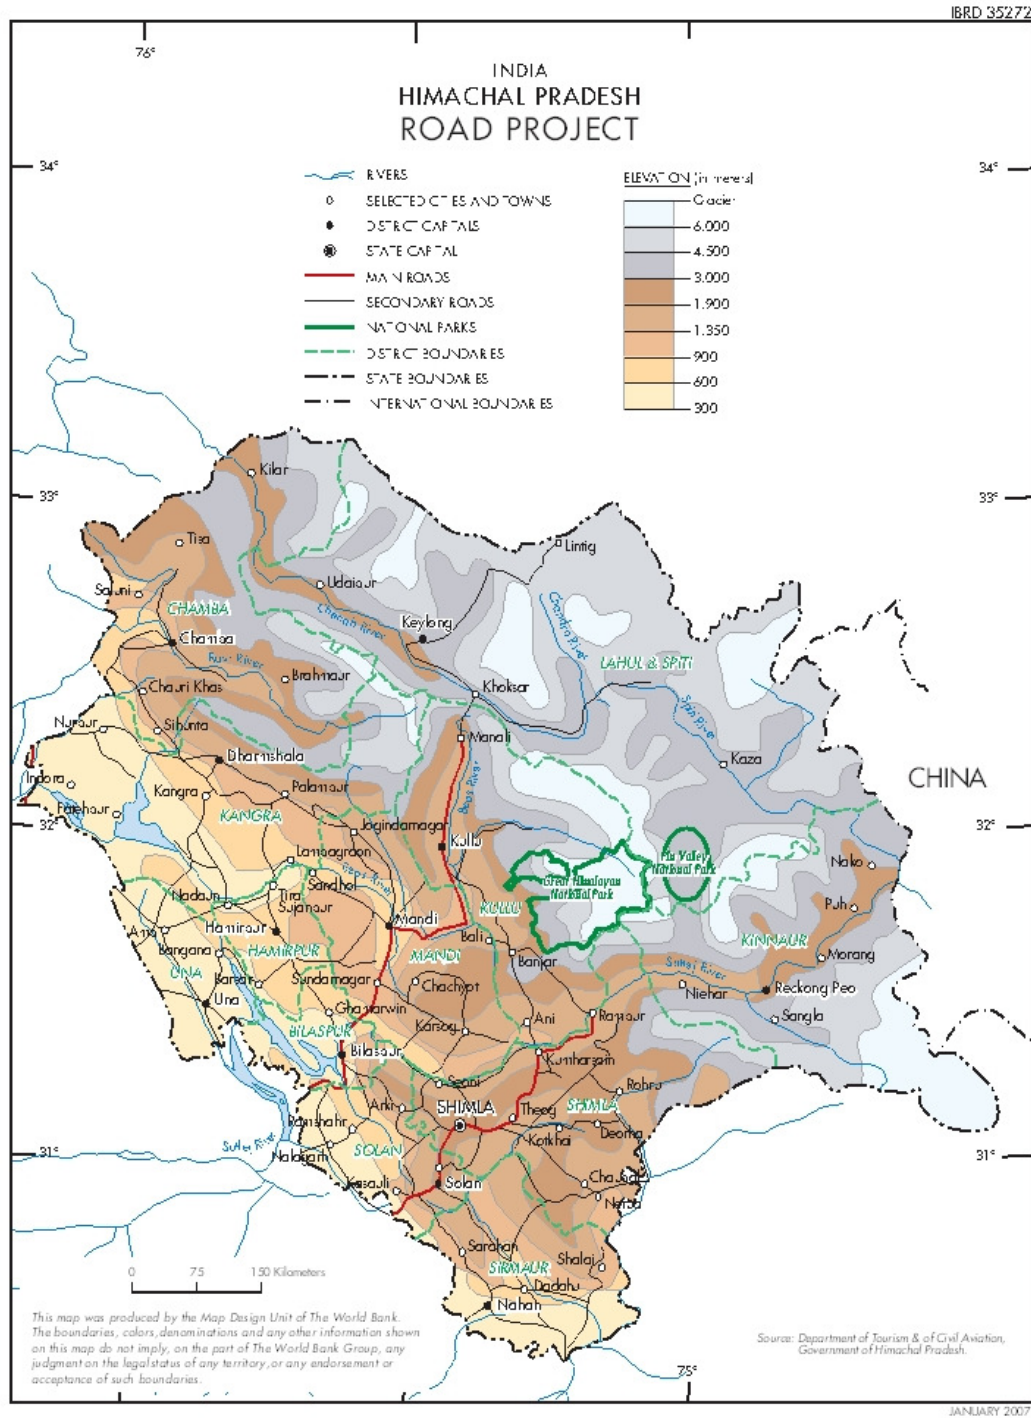 IBRD 35272
76°
INDIA
HIMACHAL PRADESH
ROAD PROJECT
34°
34°
RIVERS
SELECTED CITIES AND TOWNS
DISTRICT CAPITALS
STATE CAPITAL
MAIN ROADS
SECONDARY ROADS
NATIONAL PARKS
DISTRICT BOUNDARIES
STATE BOUNDARIES
INTERNATIONAL BOUNDARIES
ELEVATION (in meters)
Glacier
6.000
4.500
3.000
1.900
1.350
900
600
300
33°
33°
Kilar
Tisa
Lintig
Saluni
Udaipur
CHAMBA
Chenab River
Chandra River
Keylong
Chamba
Ravi River
LAHUL & SPITI
Brahmaur
Chauri Khas
Khoksar
Spiti River
Nurpur
Sihunta
Manali
Dharmshala
Kaza
CHINA
Indora
Beas River
Kangra
Palampur
Fatehpur
KANGRA
32°
32°
Jogindarnagar
Kullu
Pin Valley
National Park
Lambagraon
Nako
Sandhol
Beas River
Great Himalayan
National Park
Nadaun
Tira
Sujanpur
KULLU
Puh
Mandi
Amb
Hamirpur
Bali
KINNAUR
Bangana
HAMIRPUR
MANDI
Banjar
Morang
UNA
Sutlej River
Barsar
Sundarnagar
Chachyot
Nichar
Reckong Peo
Una
Ghamarwin
Sangla
Rampur
BILASPUR
Karsog
Ani
Bilaspur
Kumharsain
Seoni
Rohru
Arki
SHIMLA
Theog
SHIMLA
Ramshahr
Kotkhai
Deorha
Sutlej River
Nalagarh
SOLAN
31°
31°
Kasauli
Solan
Chaupal
Nerua
Sarahan
Shalai
0 75 150 Kilometers
SIRMAUR
Dadahu
Nahan
This map was produced by the Map Design Unit of The World Bank.
The boundaries, colors, denominations and any other information shown
on this map do not imply, on the part of The World Bank Group, any
judgment on the legal status of any territory, or any endorsement or
acceptance of such boundaries.
Source: Department of Tourism & of Civil Aviation,
Government of Himachal Pradesh.
75°
JANUARY 2007